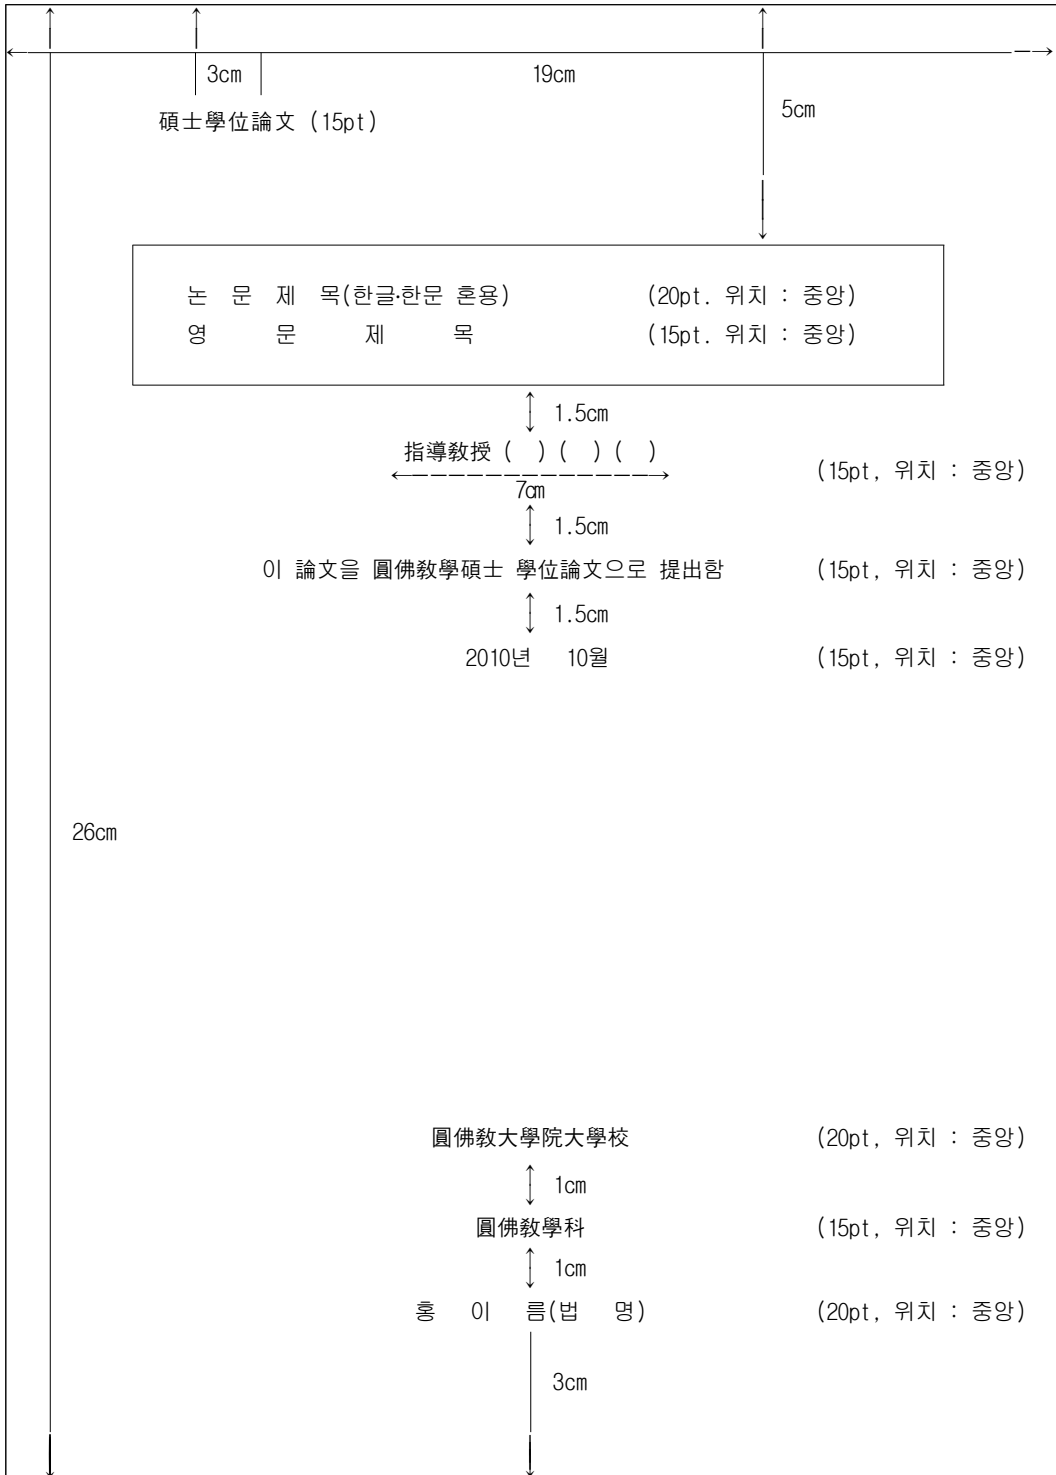 3cm 19cm
5cm
碩士學位論文 (15pt)
논 문 제 목(한글·한문 혼용) (20pt. 위치 : 중앙)
영 문 제 목 (15pt. 위치 : 중앙)
1.5cm
指導敎授 ( ) ( ) ( ) (15pt, 위치 : 중앙)
7㎝
1.5cm
이 論文을 圓佛敎學碩士 學位論文으로 提出함 (15pt, 위치 : 중앙)
1.5cm
2010년 10월 (15pt, 위치 : 중앙)
26cm
圓佛敎大學院大學校 (20pt, 위치 : 중앙)
1cm
圓佛敎學科 (15pt, 위치 : 중앙)
1cm
홍 이 름(법 명) (20pt, 위치 : 중앙)
3cm